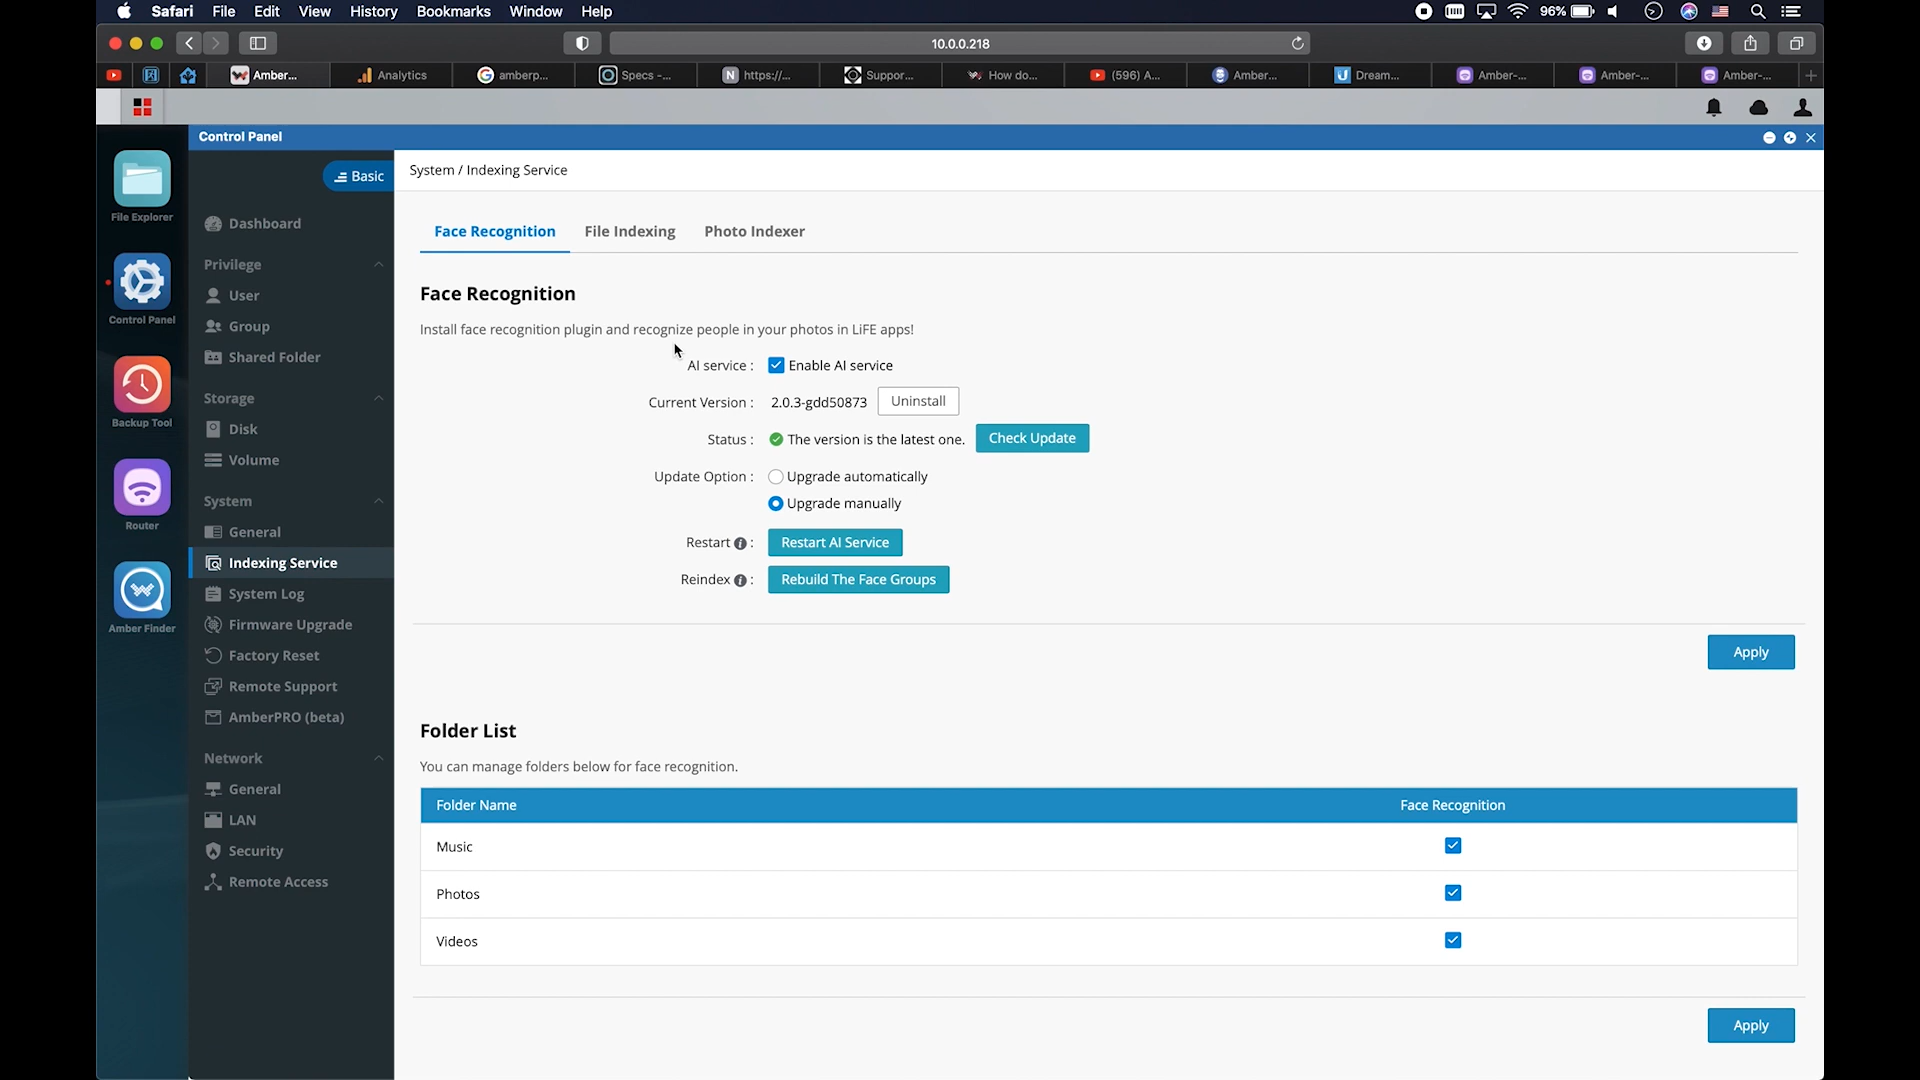 Safari File Edit View History Bookmarks Window Help 96%
10.0.0.218
Amber... Analytics amberp... Specs -... https://... Suppor... How do... (596) A... Amber... Dream... Amber-... Amber-... Amber-...
Control Panel
Basic
System / Indexing Service
File Explorer
Control Panel
Backup Tool
Router
Amber Finder
Dashboard
Privilege
User
Group
Shared Folder
Storage
Disk
Volume
System
General
Indexing Service
System Log
Firmware Upgrade
Factory Reset
Remote Support
AmberPRO (beta)
Network
General
LAN
Security
Remote Access
Face Recognition File Indexing Photo Indexer
Face Recognition
Install face recognition plugin and recognize people in your photos in LiFE apps!
AI service : Enable AI service
Current Version : 2.0.3-gdd50873 Uninstall
Status : The version is the latest one. Check Update
Update Option : Upgrade automatically
Upgrade manually
Restart : Restart AI Service
Reindex : Rebuild The Face Groups
Apply
Folder List
You can manage folders below for face recognition.
Folder Name Face Recognition
Music
Photos
Videos
Apply